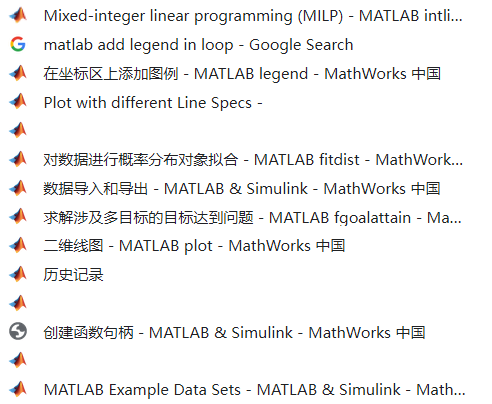 Mixed-integer linear programming (MILP) - MATLAB intli...
matlab add legend in loop - Google Search
在坐标区上添加图例 - MATLAB legend - MathWorks 中国
Plot with different Line Specs -
对数据进行概率分布对象拟合 - MATLAB fitdist - MathWork...
数据导入和导出 - MATLAB & Simulink - MathWorks 中国
求解涉及多目标的目标达到问题 - MATLAB fgoalattain - Ma...
二维线图 - MATLAB plot - MathWorks 中国
历史记录
创建函数句柄 - MATLAB & Simulink - MathWorks 中国
MATLAB Example Data Sets - MATLAB & Simulink - Math...